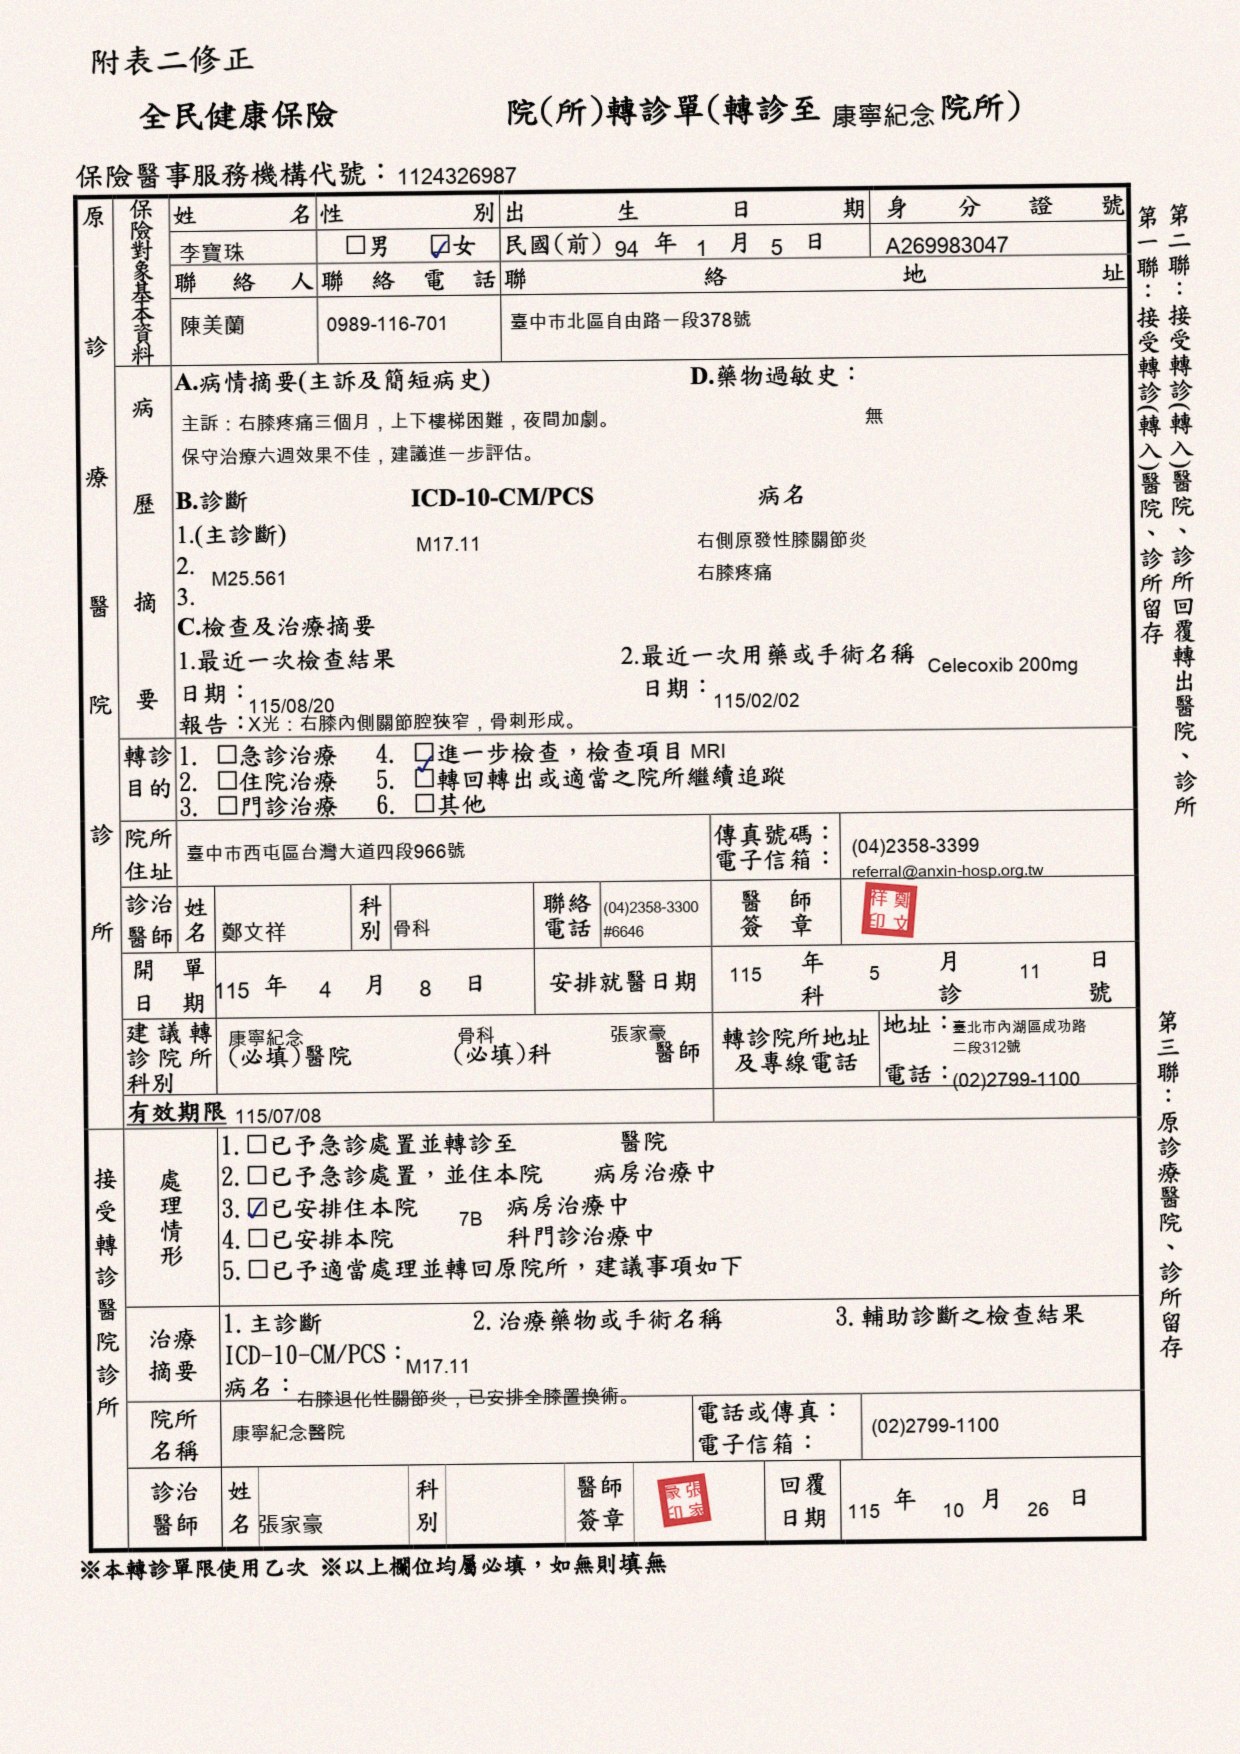 附表二修正
全民健康保險 院(所)轉診單(轉診至 康寧紀念 院所)
保險醫事服務機構代號：1124326987
原診療醫院診所
保險對象基本資料
姓名 性別 出生日期 身分證號
李寶珠 □男 ☑女 民國(前) 94 年 1 月 5 日 A269983047
聯絡人 聯絡電話 聯絡地址
陳美蘭 0989-116-701 臺中市北區自由路一段378號
病歷摘要
A.病情摘要(主訴及簡短病史) D.藥物過敏史：
主訴：右膝疼痛三個月，上下樓梯困難，夜間加劇。 無
保守治療六週效果不佳，建議進一步評估。
B.診斷 ICD-10-CM/PCS 病名
1.(主診斷) M17.11 右側原發性膝關節炎
2. M25.561 右膝疼痛
3.
C.檢查及治療摘要
1.最近一次檢查結果 2.最近一次用藥或手術名稱 Celecoxib 200mg
日期：115/08/20 日期：115/02/02
報告：X光：右膝內側關節腔狹窄，骨刺形成。
轉診目的
1. □急診治療 4. ☑進一步檢查，檢查項目 MRI
2. □住院治療 5. □轉回轉出或適當之院所繼續追蹤
3. □門診治療 6. □其他
院所住址 臺中市西屯區台灣大道四段966號 傳真號碼：(04)2358-3399
電子信箱：referral@anxin-hosp.org.tw
診治醫師 姓名 鄭文祥 科別 骨科 聯絡電話 (04)2358-3300 #6646 醫師簽章 鄭文祥印
開單日期 115 年 4 月 8 日 安排就醫日期 115 年 5 月 11 日
科 診 號
建議轉診院所科別 康寧紀念 (必填)醫院 骨科 (必填)科 張家豪 醫師 轉診院所地址及專線電話 地址：臺北市內湖區成功路二段312號
電話：(02)2799-1100
有效期限 115/07/08
接受轉診醫院診所
處理情形
1.□已予急診處置並轉診至 醫院
2.□已予急診處置，並住本院 病房治療中
3.☑已安排住本院 7B 病房治療中
4.□已安排本院 科門診治療中
5.□已予適當處理並轉回原院所，建議事項如下
治療摘要
1.主診斷 2.治療藥物或手術名稱 3.輔助診斷之檢查結果
ICD-10-CM/PCS：M17.11
病名：右膝退化性關節炎，已安排全膝置換術。
院所名稱 康寧紀念醫院 電話或傳真：(02)2799-1100
電子信箱：
診治醫師 姓名 張家豪 科別 醫師簽章 張家豪印 回覆日期 115 年 10 月 26 日
※本轉診單限使用乙次 ※以上欄位均屬必填，如無則填無
第一聯：接受轉診(轉入)醫院、診所留存
第二聯：接受轉診(轉入)醫院、診所回覆轉出醫院、診所
第三聯：原診療醫院、診所留存